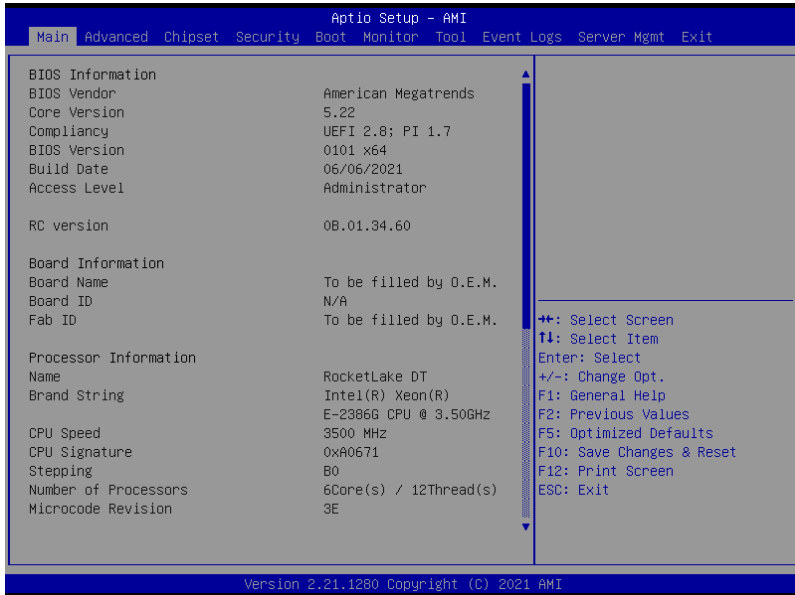 Aptio Setup - AMI
Main Advanced Chipset Security Boot Monitor Tool Event Logs Server Mgmt Exit
BIOS Information
BIOS Vendor American Megatrends
Core Version 5.22
Compliancy UEFI 2.8; PI 1.7
BIOS Version 0101 x64
Build Date 06/06/2021
Access Level Administrator
RC version 0B.01.34.60
Board Information
Board Name To be filled by O.E.M.
Board ID N/A
Fab ID To be filled by O.E.M.
Processor Information
Name RocketLake DT
Brand String Intel(R) Xeon(R)
E-2386G CPU @ 3.50GHz
CPU Speed 3500 MHz
CPU Signature 0xA0671
Stepping B0
Number of Processors 6Core(s) / 12Thread(s)
Microcode Revision 3E
→←: Select Screen
↑↓: Select Item
Enter: Select
+/-: Change Opt.
F1: General Help
F2: Previous Values
F5: Optimized Defaults
F10: Save Changes & Reset
F12: Print Screen
ESC: Exit
Version 2.21.1280 Copyright (C) 2021 AMI